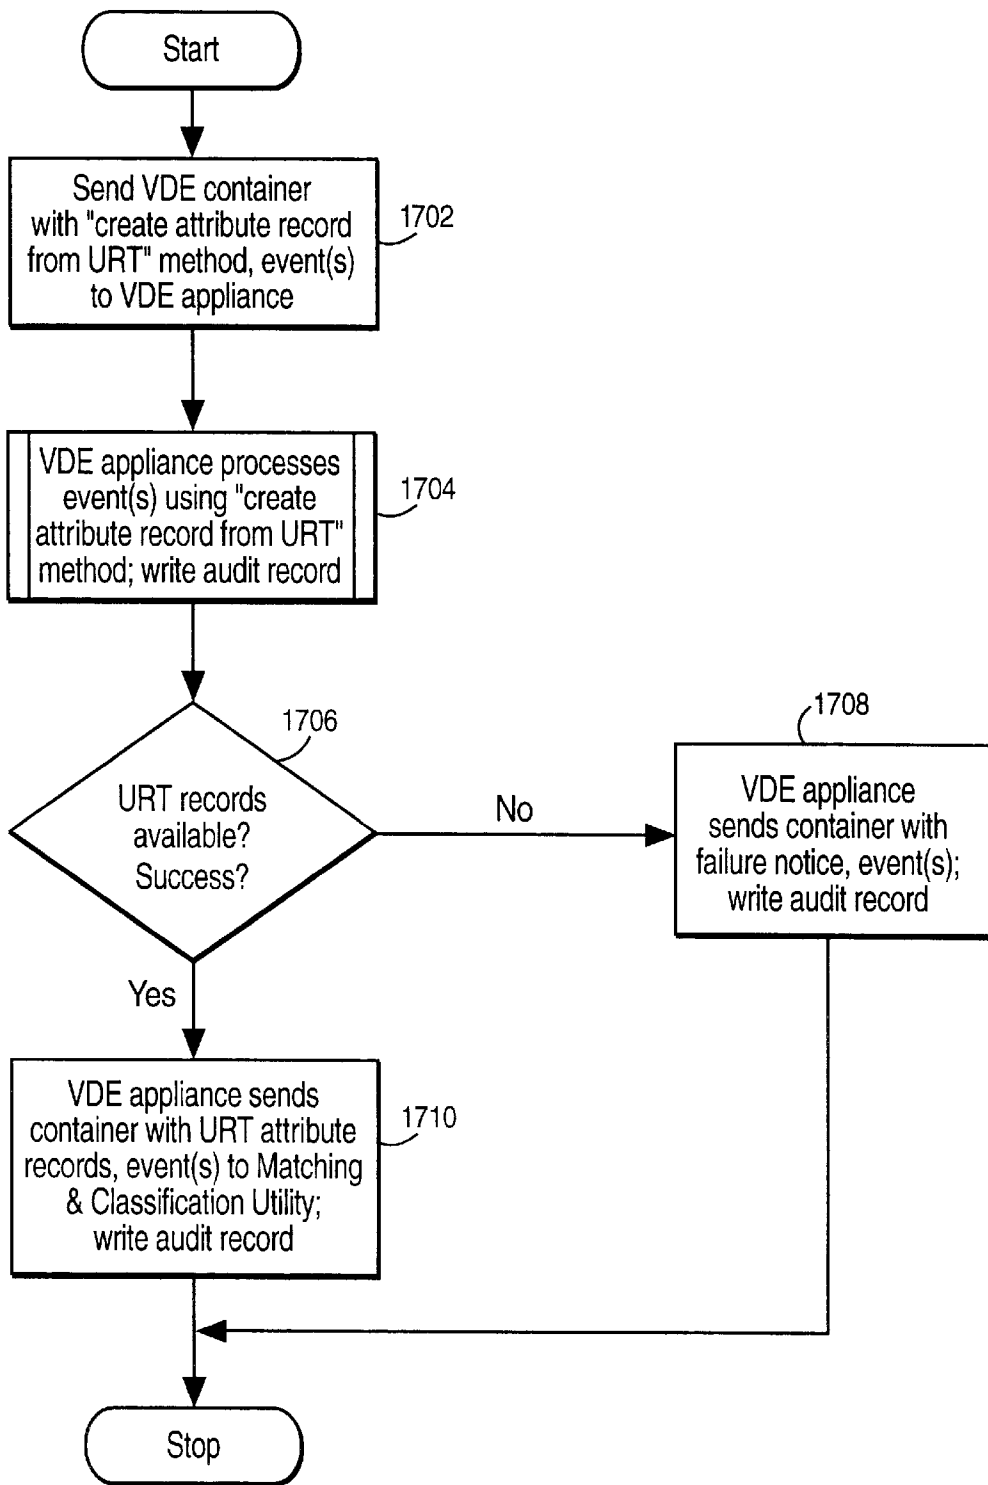 Start
Send VDE container
with "create attribute record
from URT" method, event(s)
to VDE appliance
1702
VDE appliance processes
event(s) using "create
attribute record from URT"
method; write audit record
1704
1706
URT records
available?
Success?
No
1708
VDE appliance
sends container with
failure notice, event(s);
write audit record
Yes
VDE appliance sends
container with URT attribute
records, event(s) to Matching
& Classification Utility;
write audit record
1710
Stop